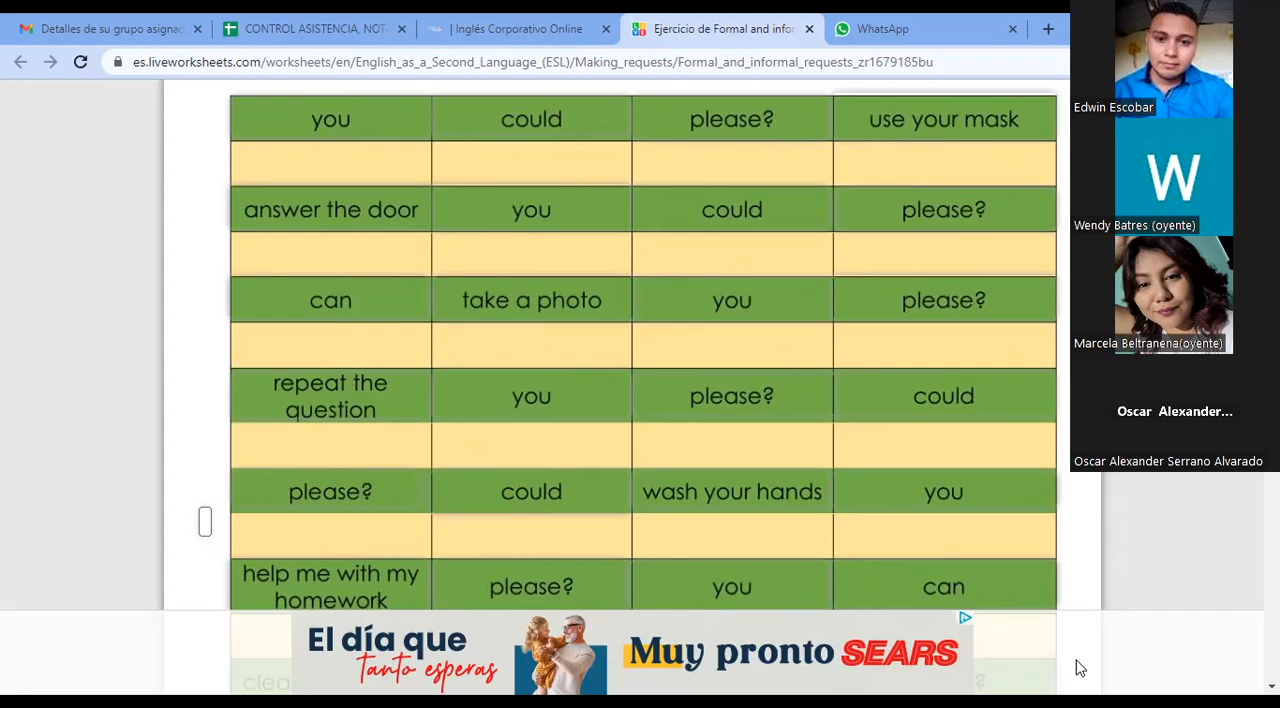 Detalles de su grupo asignac
CONTROL ASISTENCIA, NOT
| Inglés Corporativo Online
Ejercicio de Formal and infor
WhatsApp
es.liveworksheets.com/worksheets/en/English_as_a_Second_Language_(ESL)/Making_requests/Formal_and_informal_requests_zr1679185bu
you could please? use your mask
answer the door you could please?
can take a photo you please?
repeat the
question you please? could
please? could wash your hands you
help me with my
homework please? you can
clea
?
El día que
tanto esperas
Muy pronto SEARS
Edwin Escobar
W
Wendy Batres (oyente)
Marcela Beltranena(oyente)
Oscar Alexander...
Oscar Alexander Serrano Alvarado